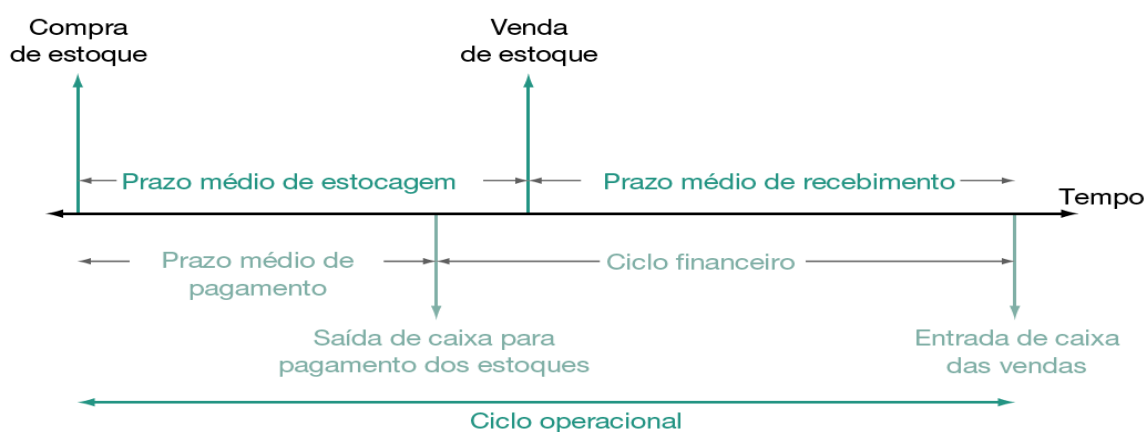 Compra
de estoque
Venda
de estoque
Prazo médio de estocagem
Prazo médio de recebimento
Tempo
Prazo médio de
pagamento
Ciclo financeiro
Saída de caixa para
pagamento dos estoques
Entrada de caixa
das vendas
Ciclo operacional